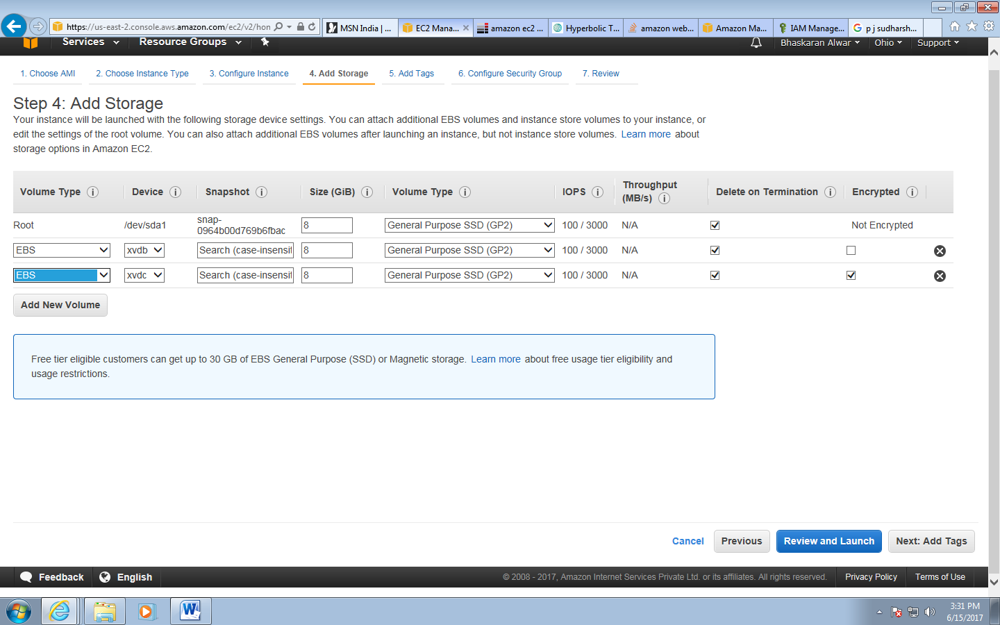 https://us-east-2.console.aws.amazon.com/ec2/v2/hon
MSN India | ...
EC2 Mana...
amazon ec2 ...
Hyperbolic T...
amazon web...
Amazon Ma...
IAM Manage...
p j sudharsh...
Services
Resource Groups
Bhaskaran Alwar
Ohio
Support
1. Choose AMI
2. Choose Instance Type
3. Configure Instance
4. Add Storage
5. Add Tags
6. Configure Security Group
7. Review
Step 4: Add Storage
Your instance will be launched with the following storage device settings. You can attach additional EBS volumes and instance store volumes to your instance, or
edit the settings of the root volume. You can also attach additional EBS volumes after launching an instance, but not instance store volumes. Learn more about
storage options in Amazon EC2.
Volume Type i
Device i
Snapshot i
Size (GiB) i
Volume Type i
IOPS i
Throughput
(MB/s) i
Delete on Termination i
Encrypted i
Root
/dev/sda1
snap-
0964b00d769b6fbac
8
General Purpose SSD (GP2)
100 / 3000
N/A
Not Encrypted
EBS
xvdb
Search (case-insensit
8
General Purpose SSD (GP2)
100 / 3000
N/A
EBS
xvdc
Search (case-insensit
8
General Purpose SSD (GP2)
100 / 3000
N/A
Add New Volume
Free tier eligible customers can get up to 30 GB of EBS General Purpose (SSD) or Magnetic storage. Learn more about free usage tier eligibility and
usage restrictions.
Cancel
Previous
Review and Launch
Next: Add Tags
Feedback
English
© 2008 - 2017, Amazon Internet Services Private Ltd. or its affiliates. All rights reserved.
Privacy Policy
Terms of Use
3:31 PM
6/15/2017